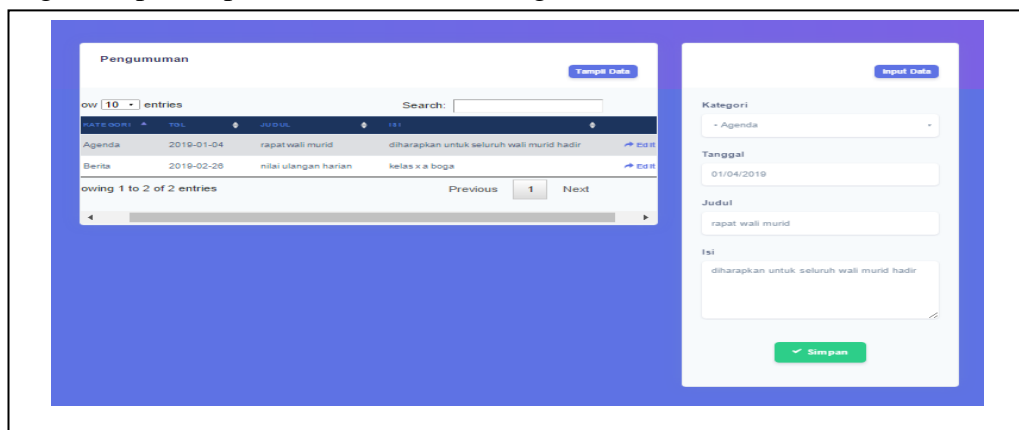 Pengumuman
Tampil Data
ow 10 entries
Search:
KATEGORI TGL JUDUL ISI
Agenda 2019-01-04 rapat wali murid diharapkan untuk seluruh wali murid hadir Edit
Berita 2019-02-26 nilai ulangan harian kelas x a boga Edit
owing 1 to 2 of 2 entries
Previous 1 Next
Input Data
Kategori
- Agenda
Tanggal
01/04/2019
Judul
rapat wali murid
Isi
diharapkan untuk seluruh wali murid hadir
Simpan